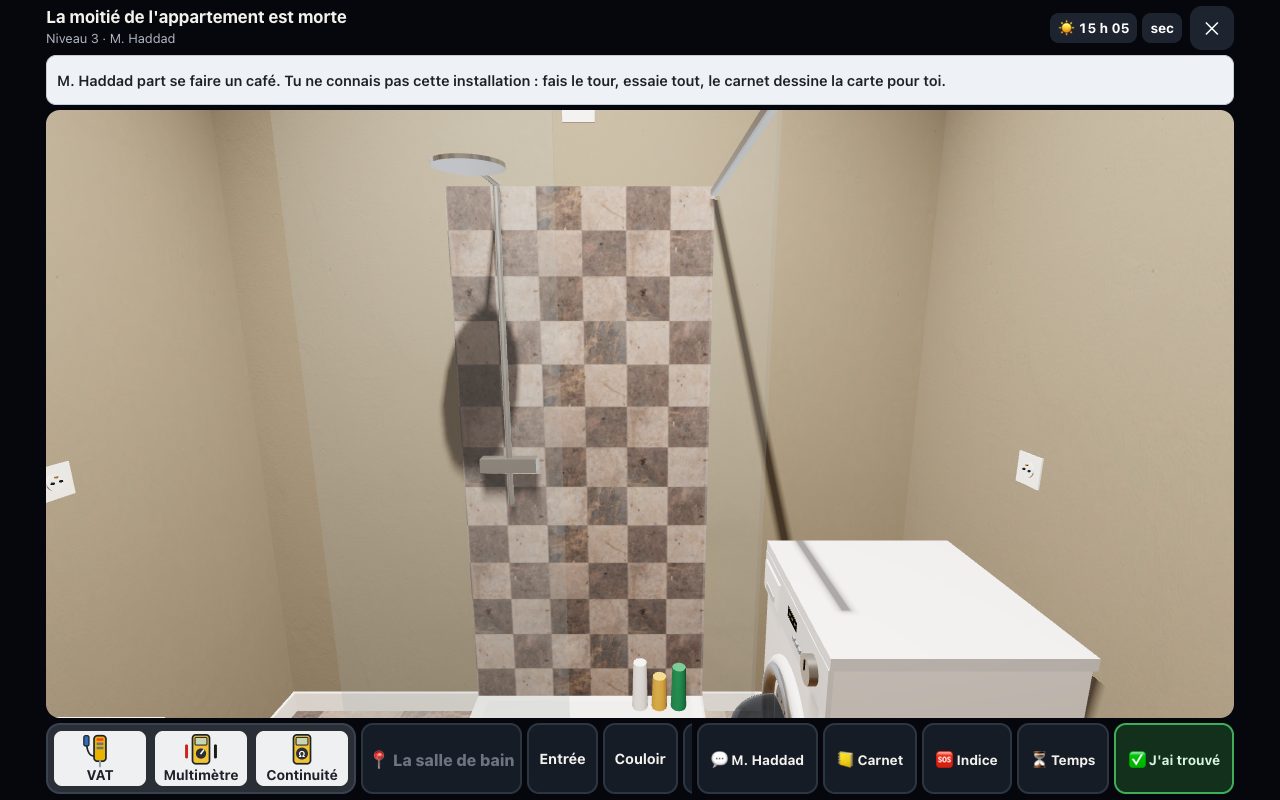 La moitié de l'appartement est morte
Niveau 3 · M. Haddad
15 h 05
sec
M. Haddad part se faire un café. Tu ne connais pas cette installation : fais le tour, essaie tout, le carnet dessine la carte pour toi.
VAT
Multimètre
Continuité
La salle de bain
Entrée
Couloir
M. Haddad
Carnet
SOS Indice
Temps
J'ai trouvé